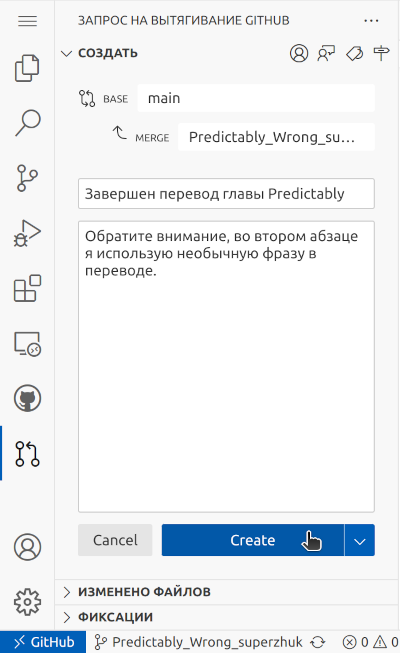 ЗАПРОС НА ВЫТЯГИВАНИЕ GITHUB
СОЗДАТЬ
BASE main
MERGE Predictably_Wrong_su...
Завершен перевод главы Predictably
Обратите внимание, во втором абзаце
я использую необычную фразу в
переводе.
Cancel Create
ИЗМЕНЕНО ФАЙЛОВ
ФИКСАЦИИ
GitHub Predictably_Wrong_superzhuk 0 0